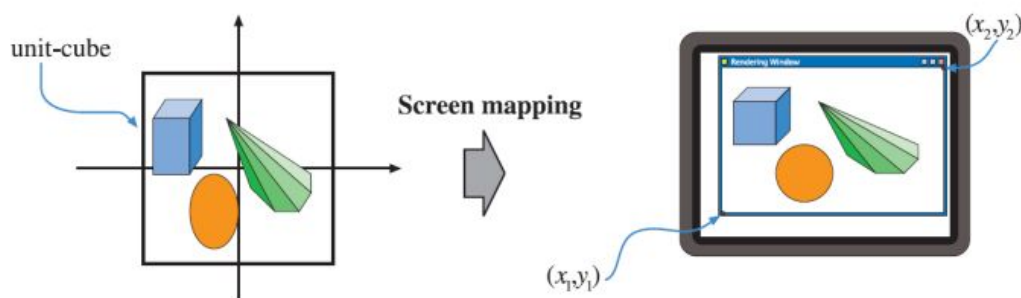 unit-cube
Screen mapping
(x₂,y₂)
Rendering Window
(x₁,y₁)